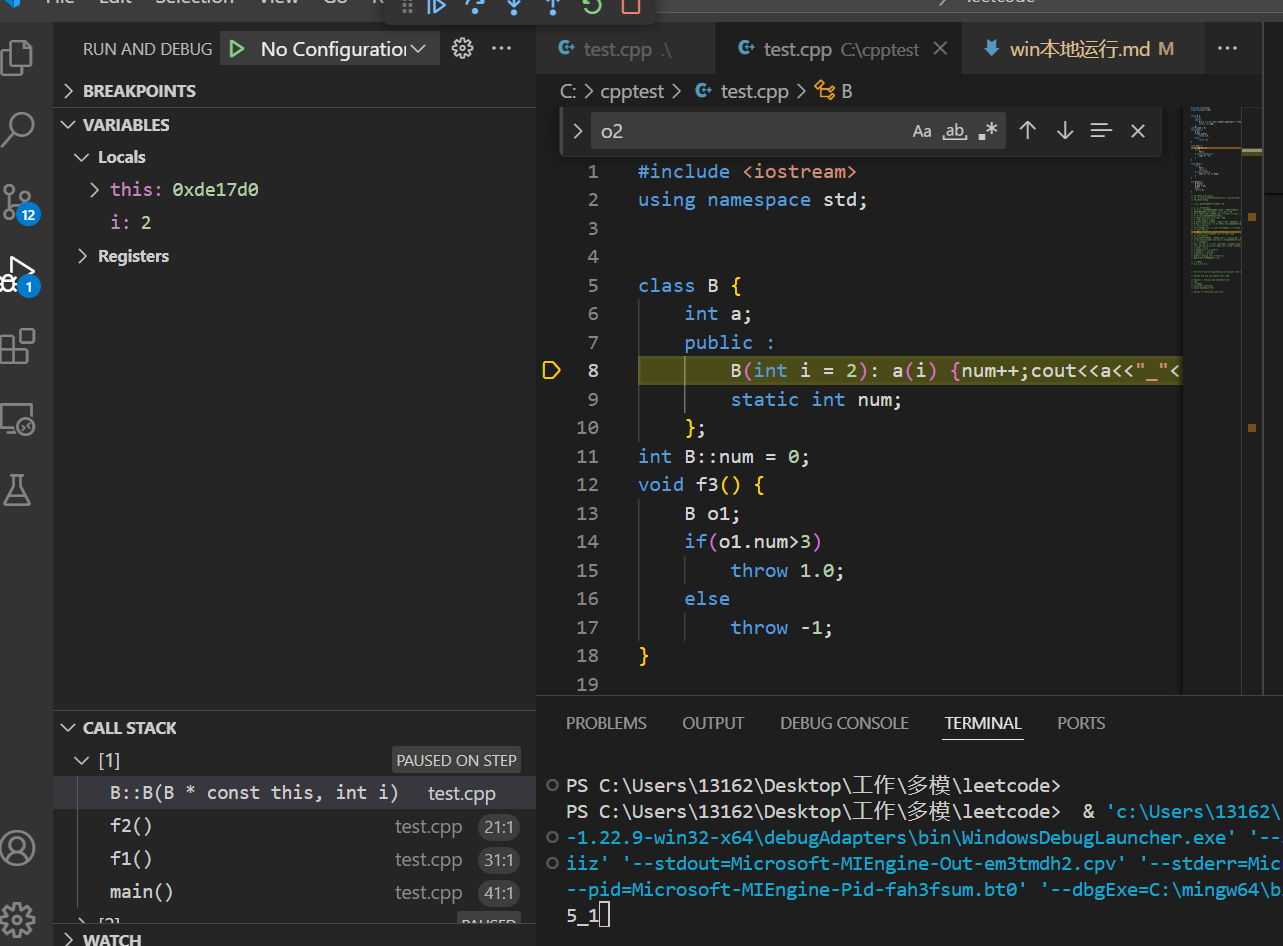 File Edit Selection View Go
leetcode
RUN AND DEBUG
No Configuration
BREAKPOINTS
VARIABLES
Locals
this: 0xde17d0
i: 2
Registers
12
1
CALL STACK
[1]
PAUSED ON STEP
B::B(B * const this, int i) test.cpp
f2() test.cpp 21:1
f1() test.cpp 31:1
main() test.cpp 41:1
[2] PAUSED
WATCH
test.cpp .\
test.cpp C:\cpptest
win本地运行.md M
C: > cpptest > test.cpp > B
o2
Aa ab .*
1 #include <iostream>
2 using namespace std;
3
4
5 class B {
6 int a;
7 public :
8 B(int i = 2): a(i) {num++;cout<<a<<"_"<
9 static int num;
10 };
11 int B::num = 0;
12 void f3() {
13 B o1;
14 if(o1.num>3)
15 throw 1.0;
16 else
17 throw -1;
18 }
19
PROBLEMS OUTPUT DEBUG CONSOLE TERMINAL PORTS
PS C:\Users\13162\Desktop\工作\多模\leetcode>
PS C:\Users\13162\Desktop\工作\多模\leetcode> & 'c:\Users\13162\
-1.22.9-win32-x64\debugAdapters\bin\WindowsDebugLauncher.exe' '--
iiz' '--stdout=Microsoft-MIEngine-Out-em3tmdh2.cpv' '--stderr=Mic
--pid=Microsoft-MIEngine-Pid-fah3fsum.bt0' '--dbgExe=C:\mingw64\b
5_1